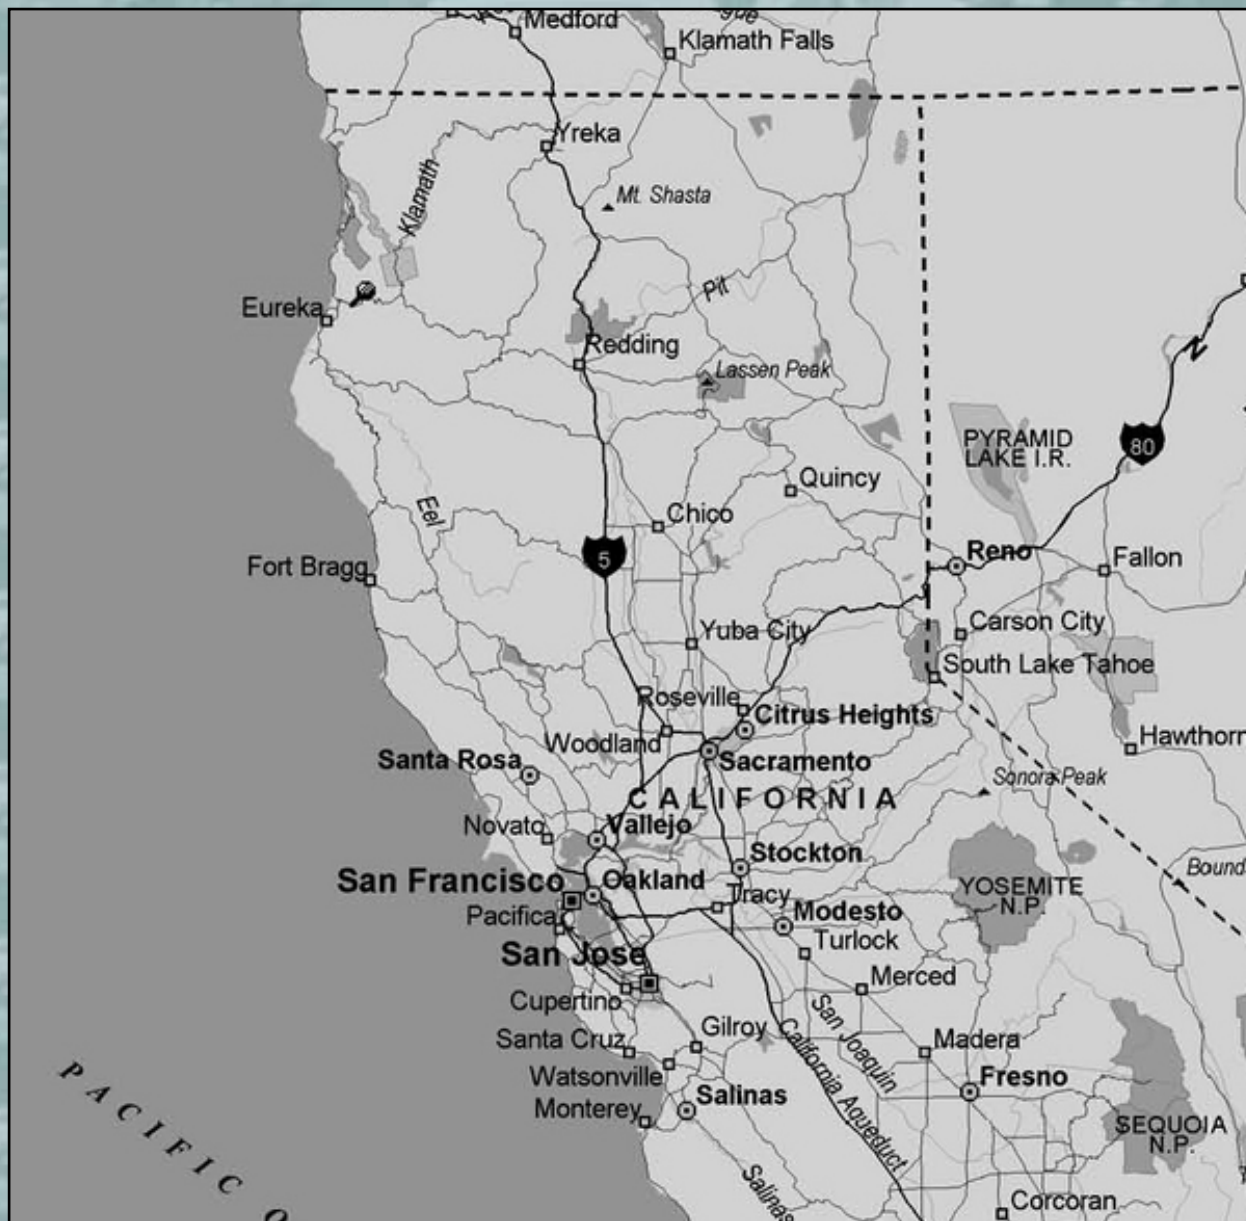 Medford
Klamath Falls
Yreka
Klamath
Mt. Shasta
Pit
Eureka
Redding
Lassen Peak
PYRAMID
LAKE I.R.
80
Quincy
Eel
Chico
5
Reno
Fallon
Fort Bragg
Carson City
Yuba City
South Lake Tahoe
Roseville
Citrus Heights
Woodland
Hawthorn
Santa Rosa
Sacramento
Sonora Peak
CALIFORNIA
Novato
Vallejo
Stockton
San Francisco
Oakland
Tracy
YOSEMITE
N.P.
Bound
Pacifica
Modesto
Turlock
San Jose
Merced
Cupertino
San Joaquin
Gilroy
California Aqueduct
Santa Cruz
Madera
Watsonville
Fresno
Salinas
Monterey
PACIFIC O
SEQUOIA
N.P.
Salinas
Corcoran